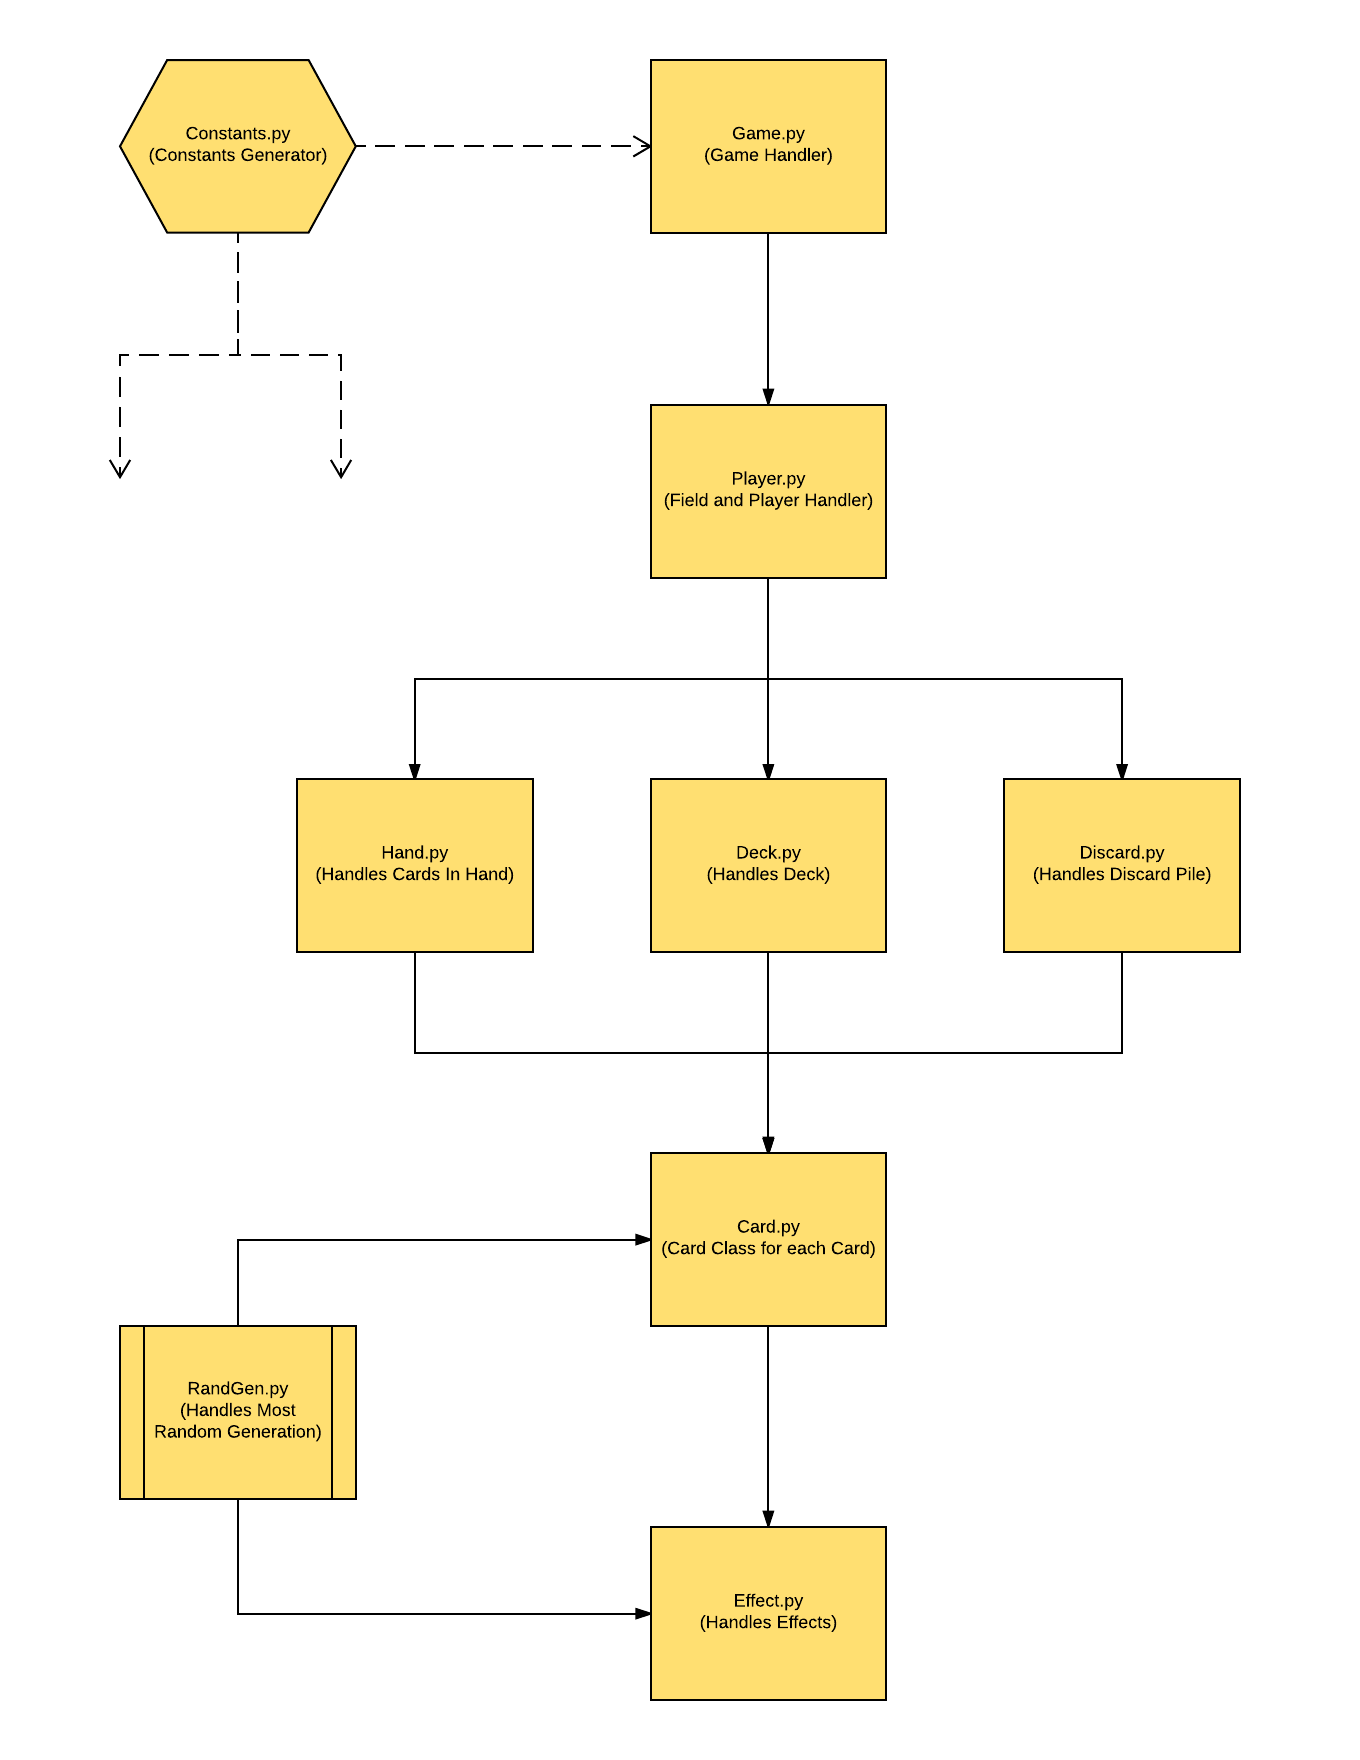 Constants.py
(Constants Generator)
Game.py
(Game Handler)
Player.py
(Field and Player Handler)
Hand.py
(Handles Cards In Hand)
Deck.py
(Handles Deck)
Discard.py
(Handles Discard Pile)
Card.py
(Card Class for each Card)
RandGen.py
(Handles Most
Random Generation)
Effect.py
(Handles Effects)